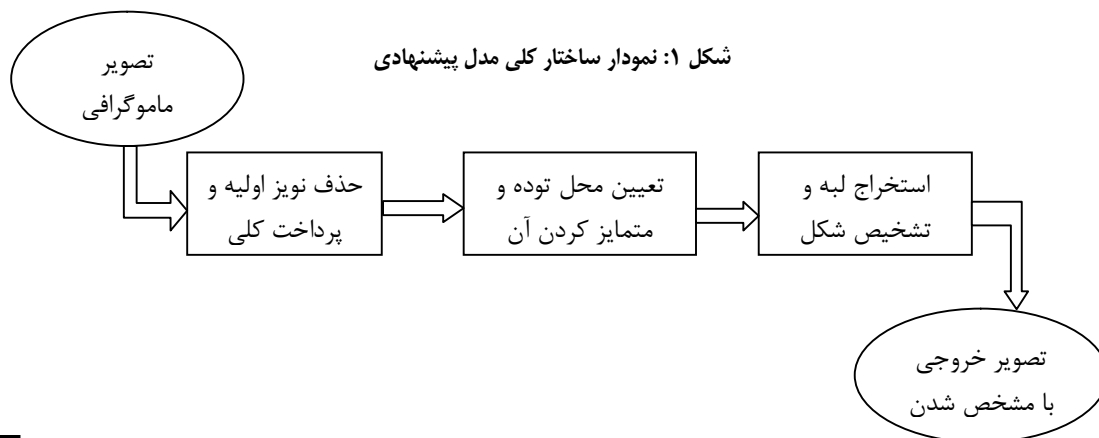 شکل ۱: نمودار ساختار کلی مدل پیشنهادی
تصویر
ماموگرافی
حذف نویز اولیه و
پرداخت کلی
تعیین محل توده و
متمایز کردن آن
استخراج لبه و
تشخیص شکل
تصویر خروجی
با مشخص شدن